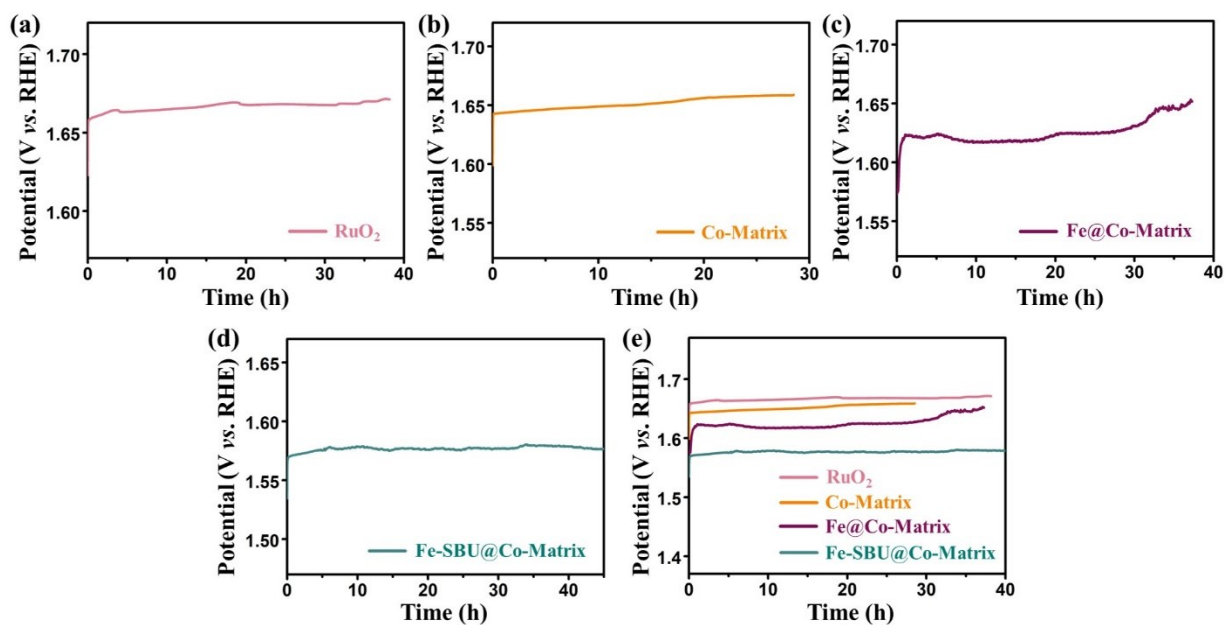 (a)
Potential (V vs. RHE)
1.70
1.65
1.60
0 10 20 30 40
Time (h)
RuO₂
(b)
Potential (V vs. RHE)
1.70
1.65
1.60
1.55
0 10 20 30
Time (h)
Co-Matrix
(c)
Potential (V vs. RHE)
1.70
1.65
1.60
1.55
0 10 20 30 40
Time (h)
Fe@Co-Matrix
(d)
Potential (V vs. RHE)
1.65
1.60
1.55
1.50
0 10 20 30 40
Time (h)
Fe-SBU@Co-Matrix
(e)
Potential (V vs. RHE)
1.7
1.6
1.5
1.4
0 10 20 30 40
Time (h)
RuO₂
Co-Matrix
Fe@Co-Matrix
Fe-SBU@Co-Matrix